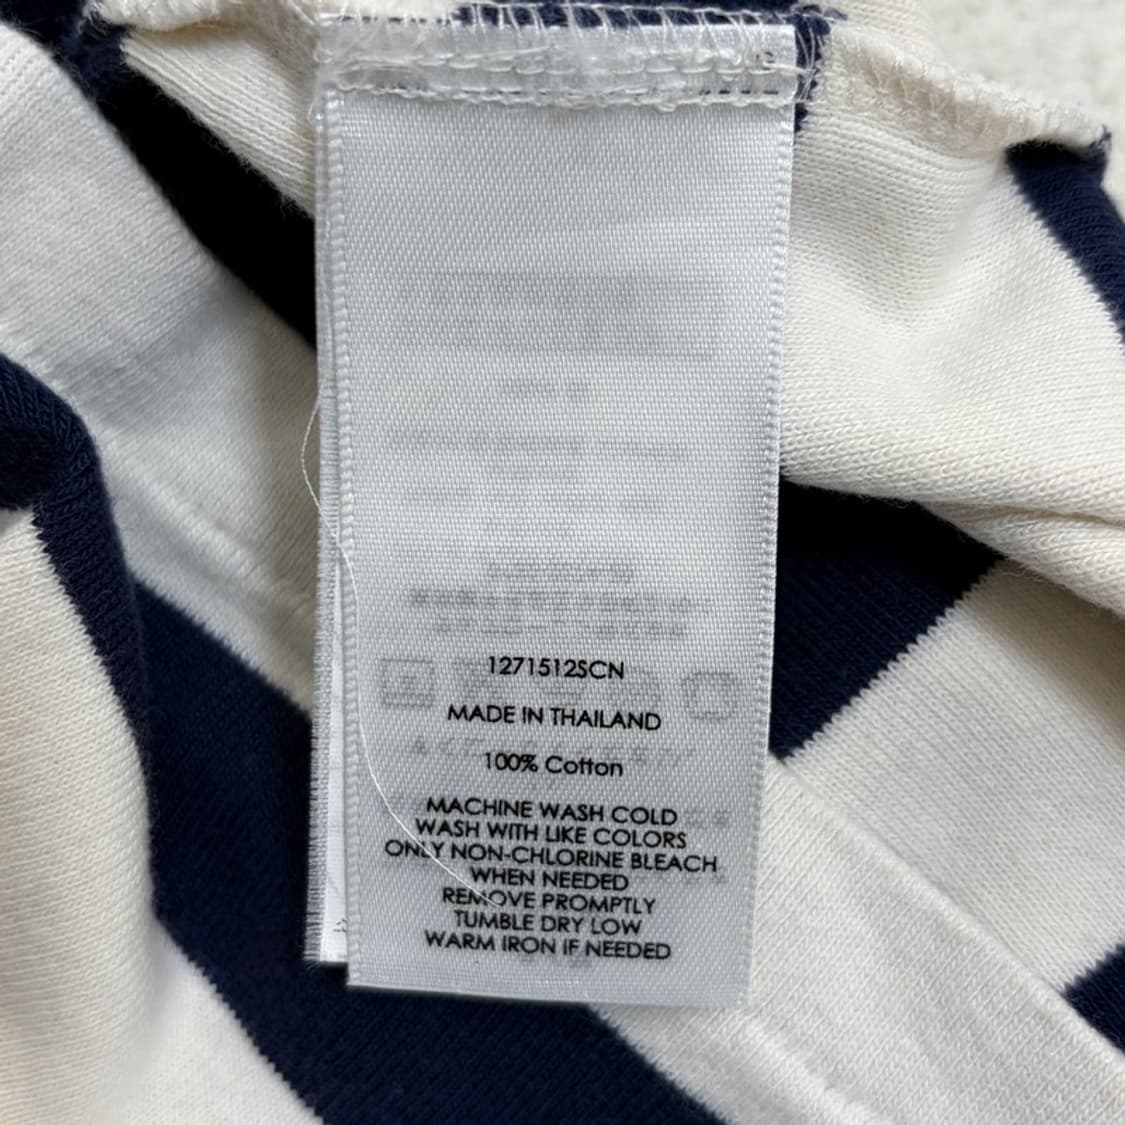 1271512SCN
MADE IN THAILAND
100% Cotton
MACHINE WASH COLD
WASH WITH LIKE COLORS
ONLY NON-CHLORINE BLEACH
WHEN NEEDED
REMOVE PROMPTLY
TUMBLE DRY LOW
WARM IRON IF NEEDED